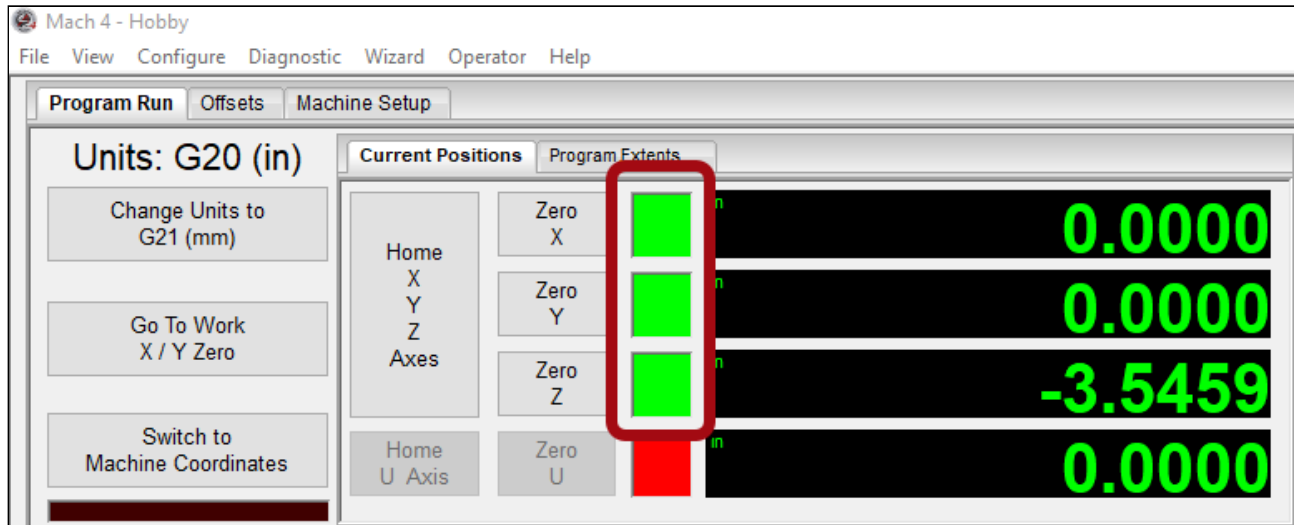 Mach 4 - Hobby
File View Configure Diagnostic Wizard Operator Help
Program Run Offsets Machine Setup
Units: G20 (in)
Current Positions Program Extents
Change Units to
G21 (mm)
Go To Work
X / Y Zero
Switch to
Machine Coordinates
Home
X
Y
Z
Axes
Zero
X
in
0.0000
Zero
Y
in
0.0000
Zero
Z
in
-3.5459
Home
U Axis
Zero
U
in
0.0000